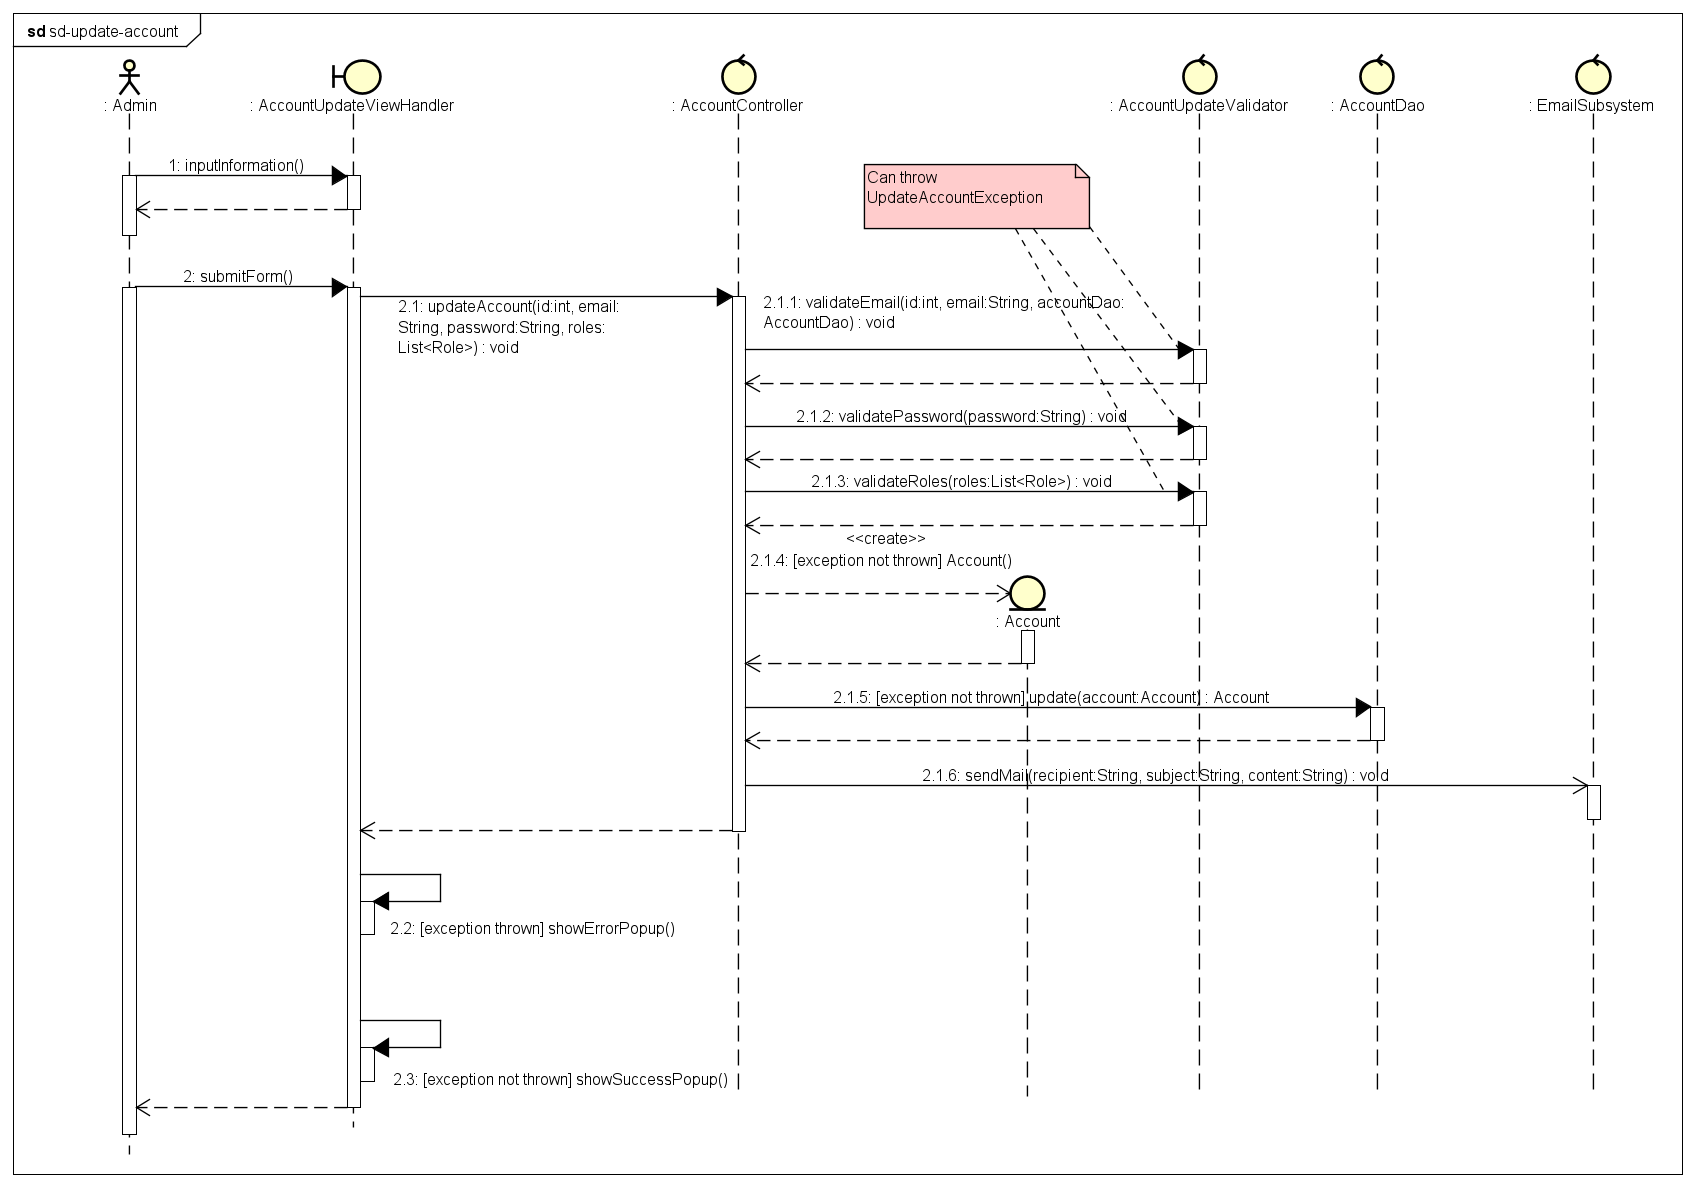 sd sd-update-account
: Admin
: AccountUpdateViewHandler
: AccountController
: AccountUpdateValidator
: AccountDao
: EmailSubsystem
1: inputInformation()
Can throw
UpdateAccountException
2: submitForm()
2.1: updateAccount(id:int, email:
String, password:String, roles:
List<Role>) : void
2.1.1: validateEmail(id:int, email:String, accountDao:
AccountDao) : void
2.1.2: validatePassword(password:String) : void
2.1.3: validateRoles(roles:List<Role>) : void
<<create>>
2.1.4: [exception not thrown] Account()
: Account
2.1.5: [exception not thrown] update(account:Account) : Account
2.1.6: sendMail(recipient:String, subject:String, content:String) : void
2.2: [exception thrown] showErrorPopup()
2.3: [exception not thrown] showSuccessPopup()